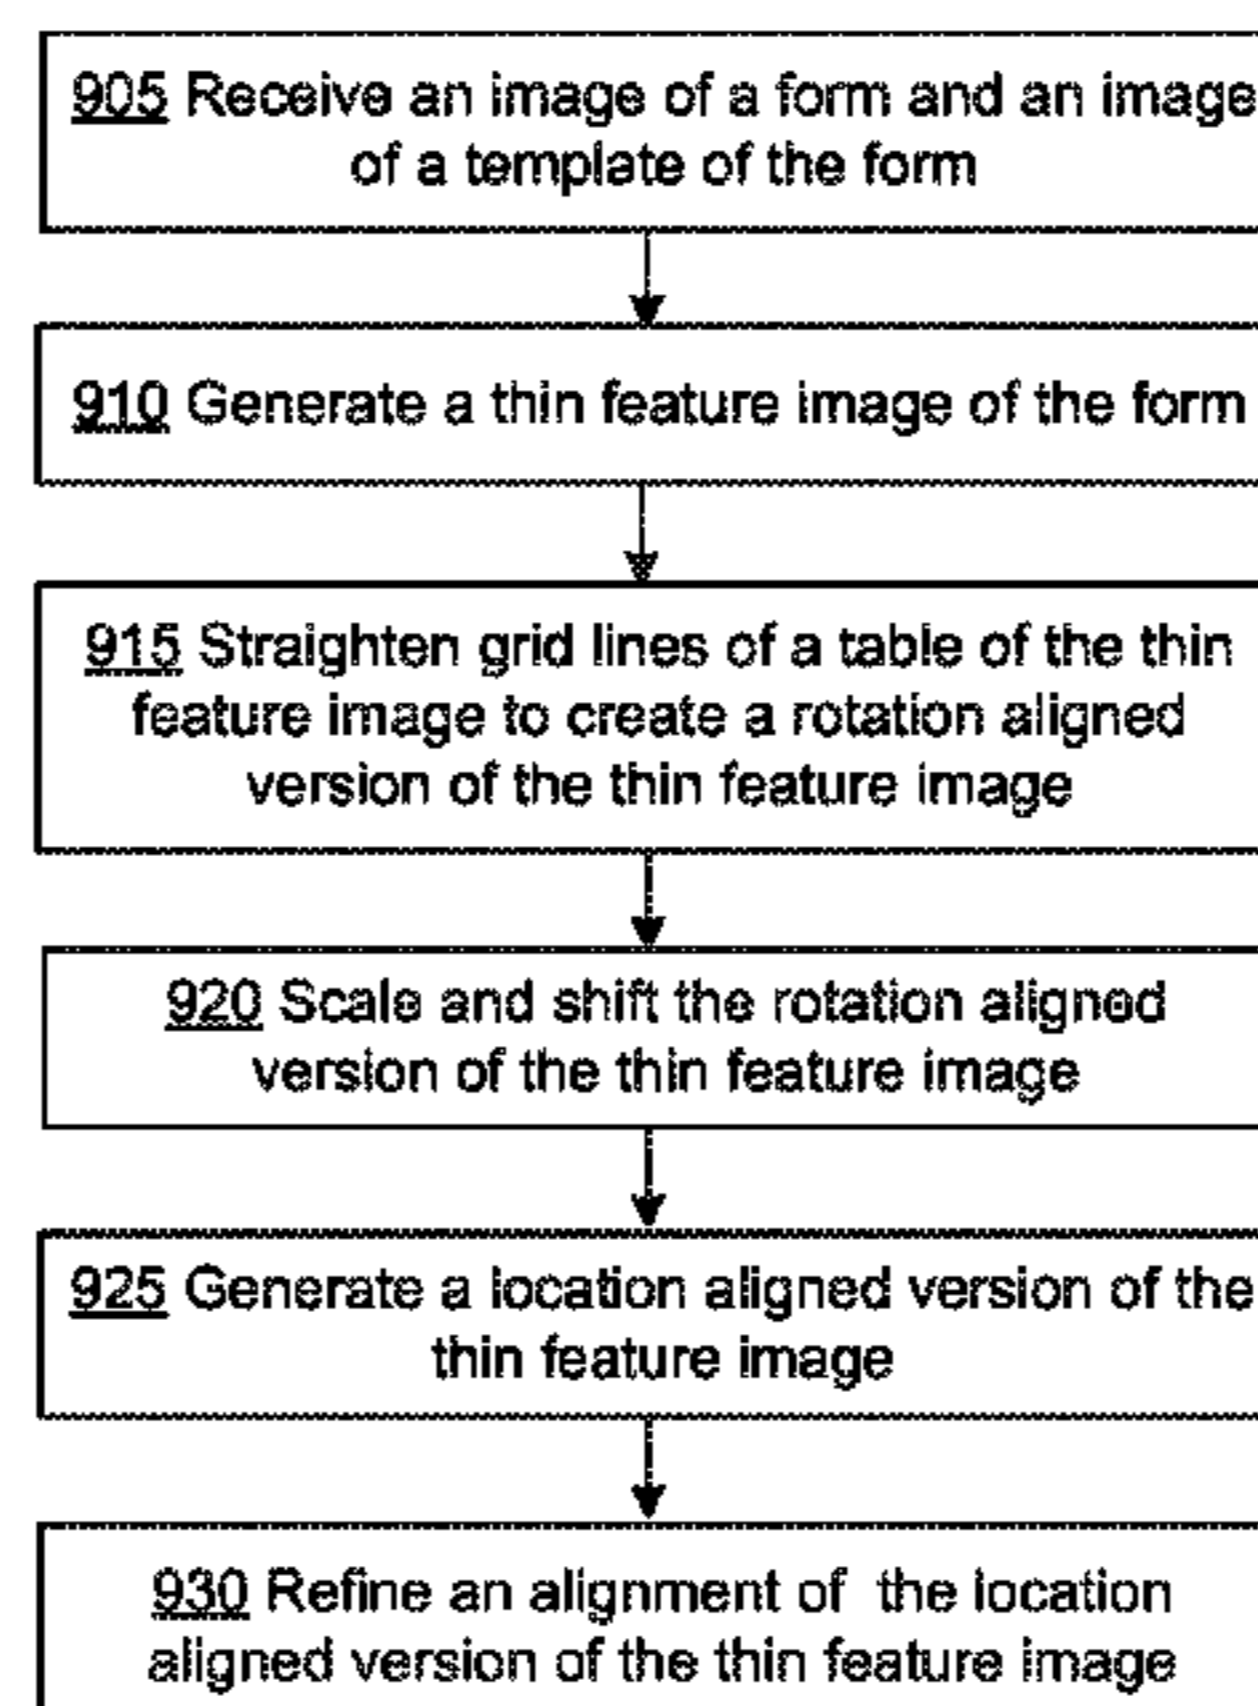 905 Receive an image of a form and an image
of a template of the form
910 Generate a thin feature image of the form
915 Straighten grid lines of a table of the thin
feature image to create a rotation aligned
version of the thin feature image
920 Scale and shift the rotation aligned
version of the thin feature image
925 Generate a location aligned version of the
thin feature image
930 Refine an alignment of the location
aligned version of the thin feature image